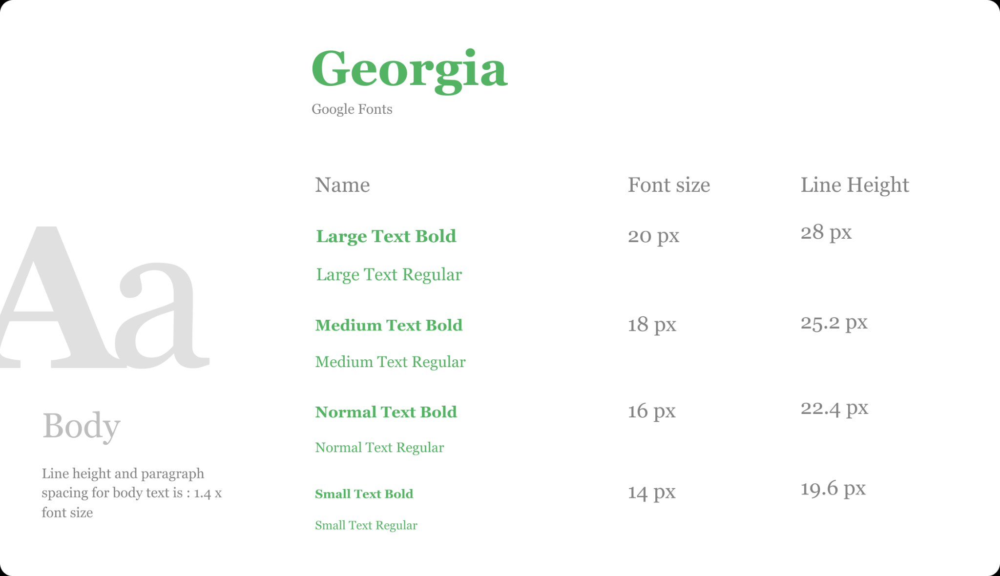 Georgia
Google Fonts
Name Font size Line Height
Large Text Bold 20 px 28 px
Large Text Regular
Medium Text Bold 18 px 25.2 px
Medium Text Regular
Normal Text Bold 16 px 22.4 px
Normal Text Regular
Small Text Bold 14 px 19.6 px
Small Text Regular
Aa
Body
Line height and paragraph
spacing for body text is : 1.4 x
font size